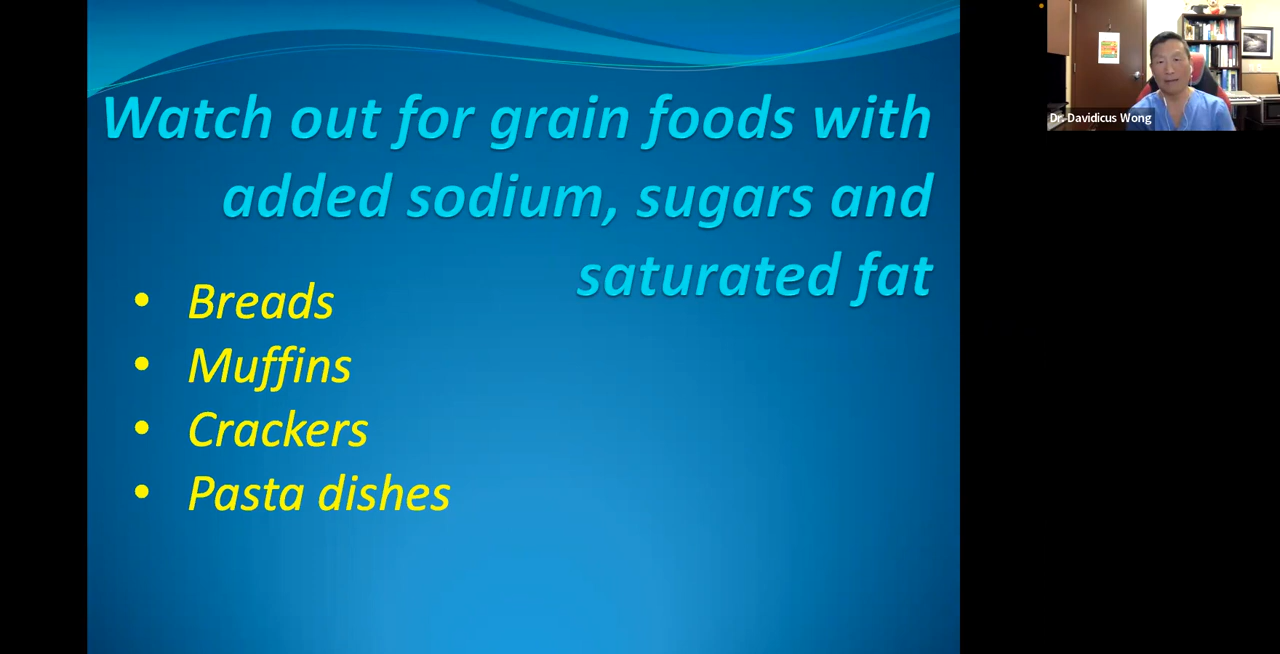 Watch out for grain foods with
added sodium, sugars and
saturated fat
• Breads
• Muffins
• Crackers
• Pasta dishes
Dr. Davidicus Wong